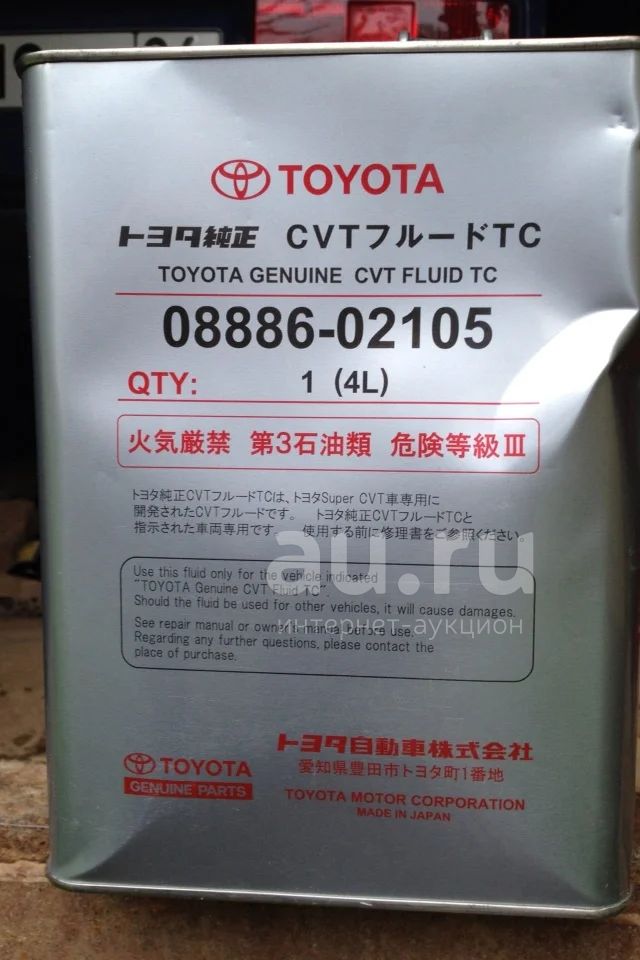 TOYOTA
トヨタ純正 CVTフルードTC
TOYOTA GENUINE CVT FLUID TC
08886-02105
QTY: 1 (4L)
火気厳禁 第3石油類 危険等級III
トヨタ純正CVTフルードTCは、トヨタSuper CVT車専用に
開発されたCVTフルードです。 トヨタ純正CVTフルードTCと
指示された車両専用です。 使用する前に修理書をご参照ください。
au.ru
интернет-аукцион
Use this fluid only for the vehicle indicated
"TOYOTA Genuine CVT Fluid TC".
Should the fluid be used for other vehicles, it will cause damages.
See repair manual or owner's manual before use.
Regarding any further questions, please contact the
place of purchase.
TOYOTA
GENUINE PARTS
トヨタ自動車株式会社
愛知県豊田市トヨタ町1番地
TOYOTA MOTOR CORPORATION
MADE IN JAPAN